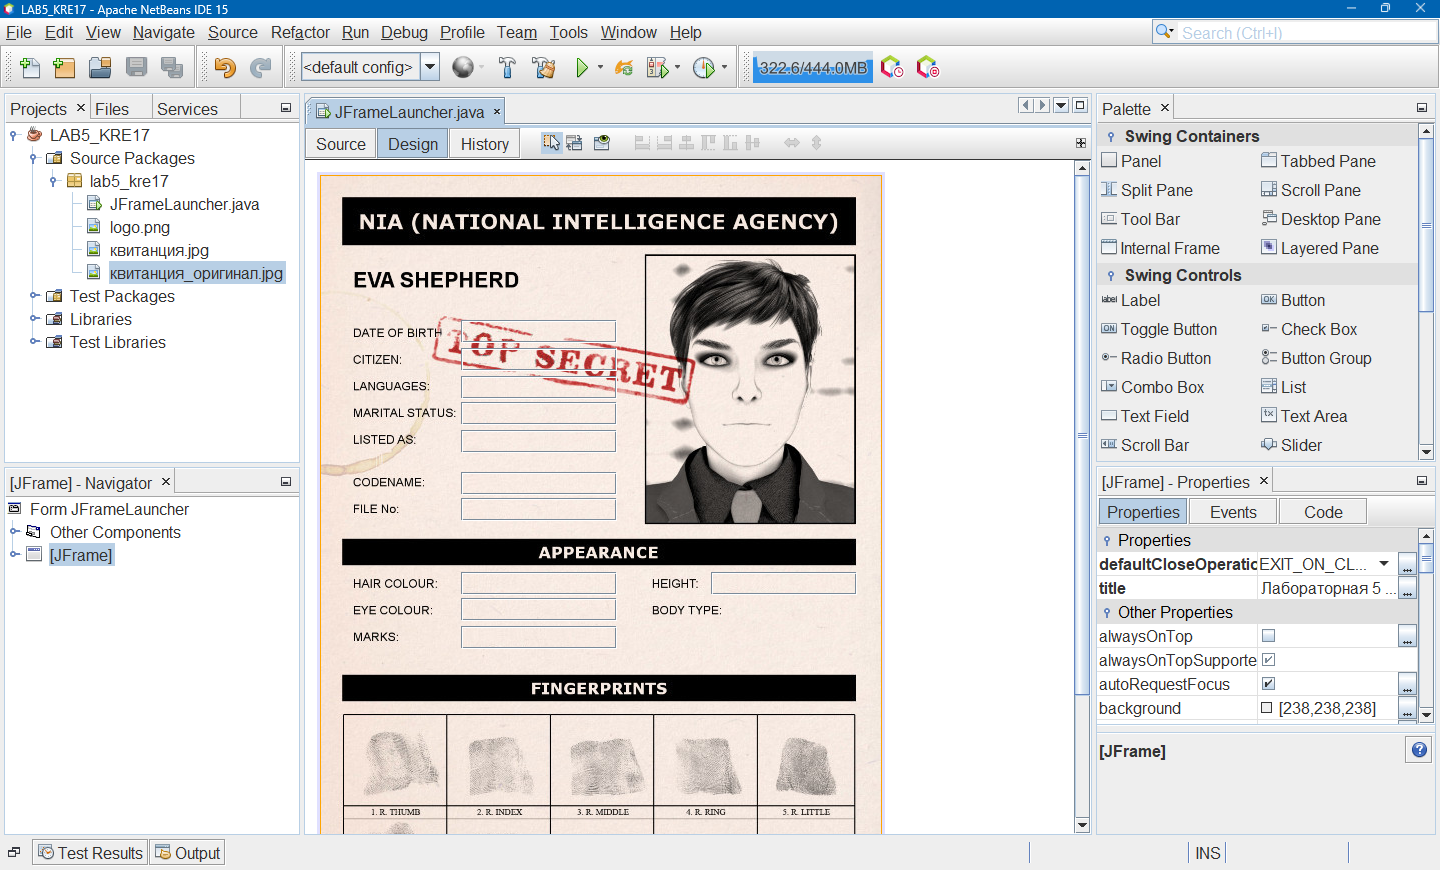 LAB5_KRE17 - Apache NetBeans IDE 15
File Edit View Navigate Source Refactor Run Debug Profile Team Tools Window Help
Search (Ctrl+I)
<default config>
322.6/444.0MB
Projects Files Services
LAB5_KRE17
Source Packages
lab5_kre17
JFrameLauncher.java
logo.png
квитанция.jpg
квитанция_оригинал.jpg
Test Packages
Libraries
Test Libraries
[JFrame] - Navigator
Form JFrameLauncher
Other Components
[JFrame]
JFrameLauncher.java
Source Design History
NIA (NATIONAL INTELLIGENCE AGENCY)
EVA SHEPHERD
DATE OF BIRTH
TOP SECRET
CITIZEN:
LANGUAGES:
MARITAL STATUS:
LISTED AS:
CODENAME:
FILE No:
APPEARANCE
HAIR COLOUR:
HEIGHT:
EYE COLOUR:
BODY TYPE:
MARKS:
FINGERPRINTS
1. R. THUMB 2. R. INDEX 3. R. MIDDLE 4. R. RING 5. R. LITTLE
Palette
Swing Containers
Panel Tabbed Pane
Split Pane Scroll Pane
Tool Bar Desktop Pane
Internal Frame Layered Pane
Swing Controls
label Label OK Button
ON Toggle Button Check Box
Radio Button Button Group
Combo Box List
Text Field Text Area
Scroll Bar Slider
[JFrame] - Properties
Properties Events Code
Properties
defaultCloseOperatio EXIT_ON_CL... ...
title Лабораторная 5 ... ...
Other Properties
alwaysOnTop ...
alwaysOnTopSupporte
autoRequestFocus ...
background [238,238,238] ...
[JFrame]
Test Results Output
INS